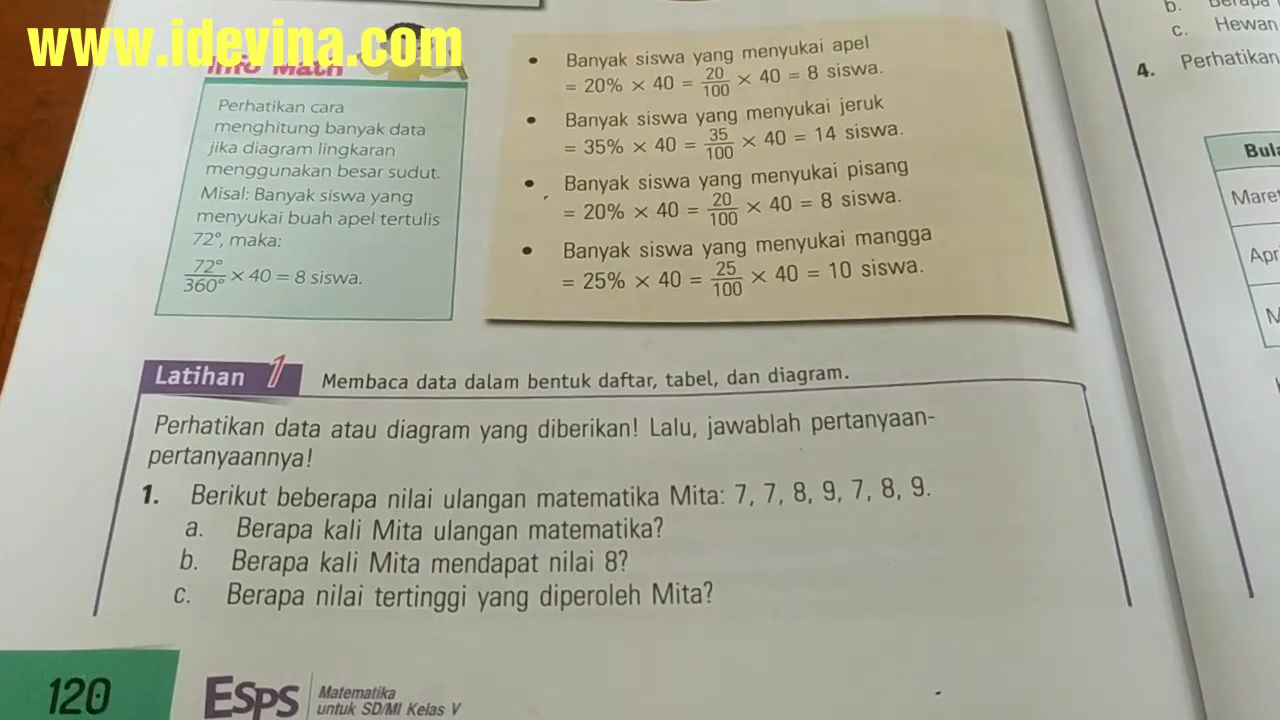 www.idevina.com
Info Math
Perhatikan cara
menghitung banyak data
jika diagram lingkaran
menggunakan besar sudut.
Misal: Banyak siswa yang
menyukai buah apel tertulis
72°, maka:
72°/360° × 40 = 8 siswa.
• Banyak siswa yang menyukai apel
= 20% × 40 = 20/100 × 40 = 8 siswa.
• Banyak siswa yang menyukai jeruk
= 35% × 40 = 35/100 × 40 = 14 siswa.
• Banyak siswa yang menyukai pisang
= 20% × 40 = 20/100 × 40 = 8 siswa.
• Banyak siswa yang menyukai mangga
= 25% × 40 = 25/100 × 40 = 10 siswa.
Latihan 1 Membaca data dalam bentuk daftar, tabel, dan diagram.
Perhatikan data atau diagram yang diberikan! Lalu, jawablah pertanyaan-
pertanyaannya!
1. Berikut beberapa nilai ulangan matematika Mita: 7, 7, 8, 9, 7, 8, 9.
a. Berapa kali Mita ulangan matematika?
b. Berapa kali Mita mendapat nilai 8?
c. Berapa nilai tertinggi yang diperoleh Mita?
120
ESPS
Matematika
untuk SD/MI Kelas V
b.
c. Hewan
4. Perhatikan